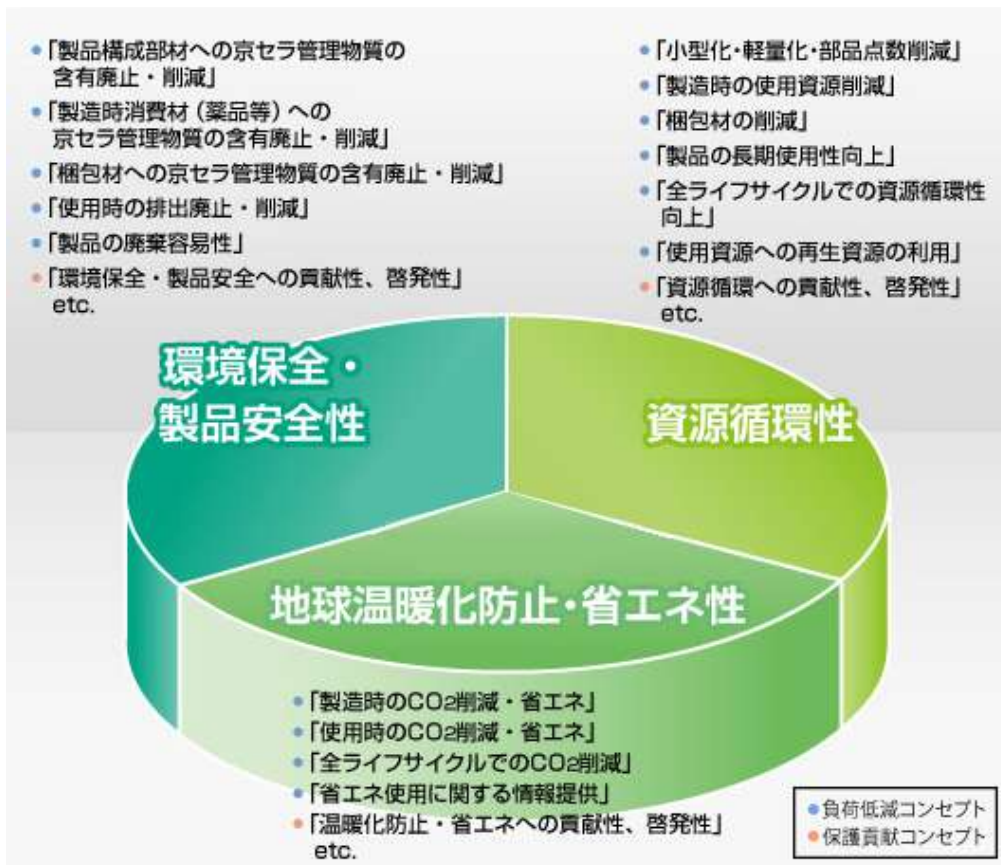 •「製品構成部材への京セラ管理物質の
含有廃止・削減」
•「製造時消費材（薬品等）への
京セラ管理物質の含有廃止・削減」
•「梱包材への京セラ管理物質の含有廃止・削減」
•「使用時の排出廃止・削減」
•「製品の廃棄容易性」
•「環境保全・製品安全への貢献性、啓発性」
etc.
•「小型化・軽量化・部品点数削減」
•「製造時の使用資源削減」
•「梱包材の削減」
•「製品の長期使用性向上」
•「全ライフサイクルでの資源循環性
向上」
•「使用資源への再生資源の利用」
•「資源循環への貢献性、啓発性」
etc.
環境保全・
製品安全性
資源循環性
地球温暖化防止・省エネ性
•「製造時のCO2削減・省エネ」
•「使用時のCO2削減・省エネ」
•「全ライフサイクルでのCO2削減」
•「省エネ使用に関する情報提供」
•「温暖化防止・省エネへの貢献性、啓発性」
etc.
•負荷低減コンセプト
•保護貢献コンセプト